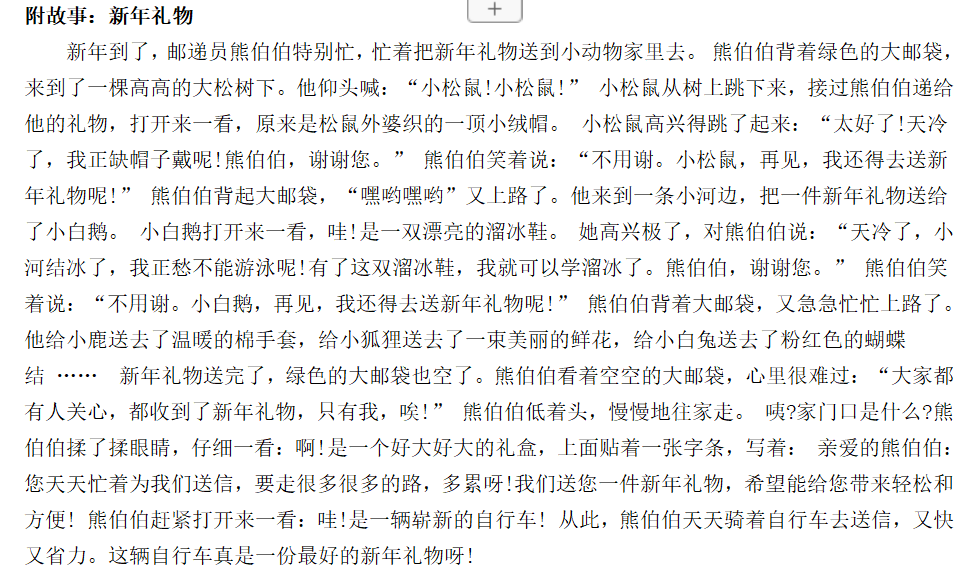 附故事：新年礼物
新年到了，邮递员熊伯伯特别忙，忙着把新年礼物送到小动物家里去。 熊伯伯背着绿色的大邮袋，
来到了一棵高高的大松树下。他仰头喊：“小松鼠!小松鼠!” 小松鼠从树上跳下来，接过熊伯伯递给
他的礼物，打开来一看，原来是松鼠外婆织的一顶小绒帽。 小松鼠高兴得跳了起来：“太好了!天冷
了，我正缺帽子戴呢!熊伯伯，谢谢您。” 熊伯伯笑着说：“不用谢。小松鼠，再见，我还得去送新
年礼物呢!” 熊伯伯背起大邮袋，“嘿哟嘿哟”又上路了。他来到一条小河边，把一件新年礼物送给
了小白鹅。 小白鹅打开来一看，哇!是一双漂亮的溜冰鞋。 她高兴极了，对熊伯伯说：“天冷了，小
河结冰了，我正愁不能游泳呢!有了这双溜冰鞋，我就可以学溜冰了。熊伯伯，谢谢您。” 熊伯伯笑
着说：“不用谢。小白鹅，再见，我还得去送新年礼物呢!” 熊伯伯背着大邮袋，又急急忙忙上路了。
他给小鹿送去了温暖的棉手套，给小狐狸送去了一束美丽的鲜花，给小白兔送去了粉红色的蝴蝶
结 …… 新年礼物送完了，绿色的大邮袋也空了。熊伯伯看着空空的大邮袋，心里很难过：“大家都
有人关心，都收到了新年礼物，只有我，唉!” 熊伯伯低着头，慢慢地往家走。 咦?家门口是什么?熊
伯伯揉了揉眼睛，仔细一看：啊!是一个好大好大的礼盒，上面贴着一张字条，写着： 亲爱的熊伯伯：
您天天忙着为我们送信，要走很多很多的路，多累呀!我们送您一件新年礼物，希望能给您带来轻松和
方便! 熊伯伯赶紧打开来一看：哇!是一辆崭新的自行车! 从此，熊伯伯天天骑着自行车去送信，又快
又省力。这辆自行车真是一份最好的新年礼物呀!